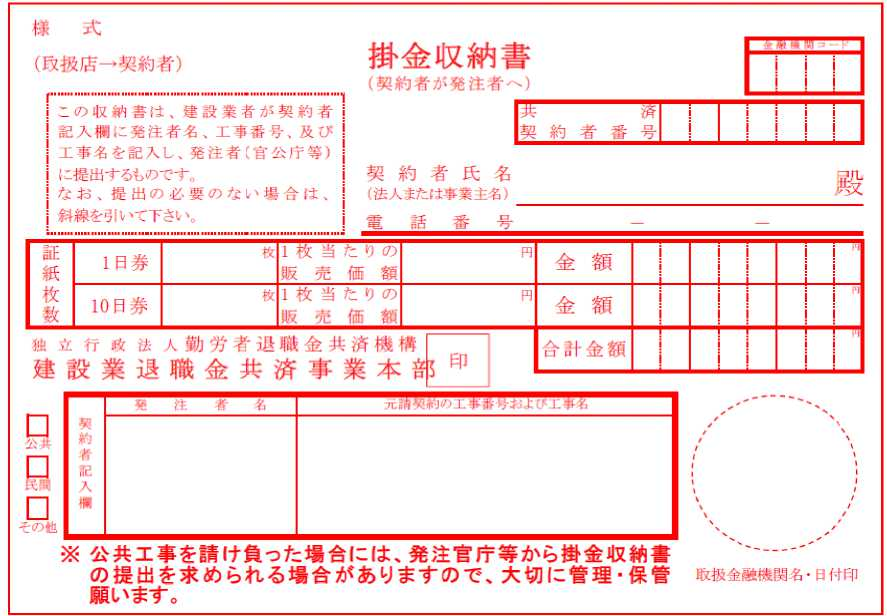 様 式
(取扱店→契約者)
掛金収納書
(契約者が発注者へ)
金融機関コード
この収納書は、建設業者が契約者
記入欄に発注者名、工事番号、及び
工事名を記入し、発注者(官公庁等)
に提出するものです。
なお、提出の必要のない場合は、
斜線を引いて下さい。
共 済
契約者番号
契約者氏名
(法人または事業主名)
殿
電話番号 － －
証紙枚数
1日券 枚
1枚当たりの
販売価額
円
金額
円
10日券 枚
1枚当たりの
販売価額
円
金額
円
合計金額
円
独立行政法人勤労者退職金共済機構
建設業退職金共済事業本部
印
公共
民間
その他
契約者記入欄
発注者名
元請契約の工事番号および工事名
※ 公共工事を請け負った場合には、発注官庁等から掛金収納書
の提出を求められる場合がありますので、大切に管理・保管
願います。
取扱金融機関名・日付印